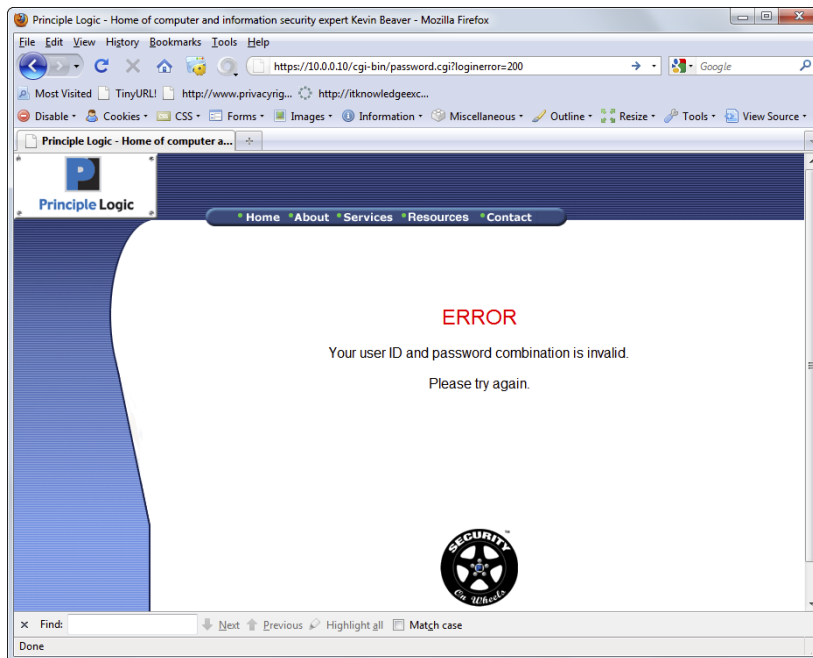 Principle Logic - Home of computer and information security expert Kevin Beaver - Mozilla Firefox
File Edit View History Bookmarks Tools Help
https://10.0.0.10/cgi-bin/password.cgi?loginerror=200 Google
Most Visited TinyURL! http://www.privacyrig... http://itknowledgeexc...
Disable Cookies CSS Forms Images Information Miscellaneous Outline Resize Tools View Source
Principle Logic - Home of computer a...
P
Principle Logic
Home About Services Resources Contact
ERROR
Your user ID and password combination is invalid.
Please try again.
SECURITY
On Wheels
TM
× Find: Next Previous Highlight all Match case
Done